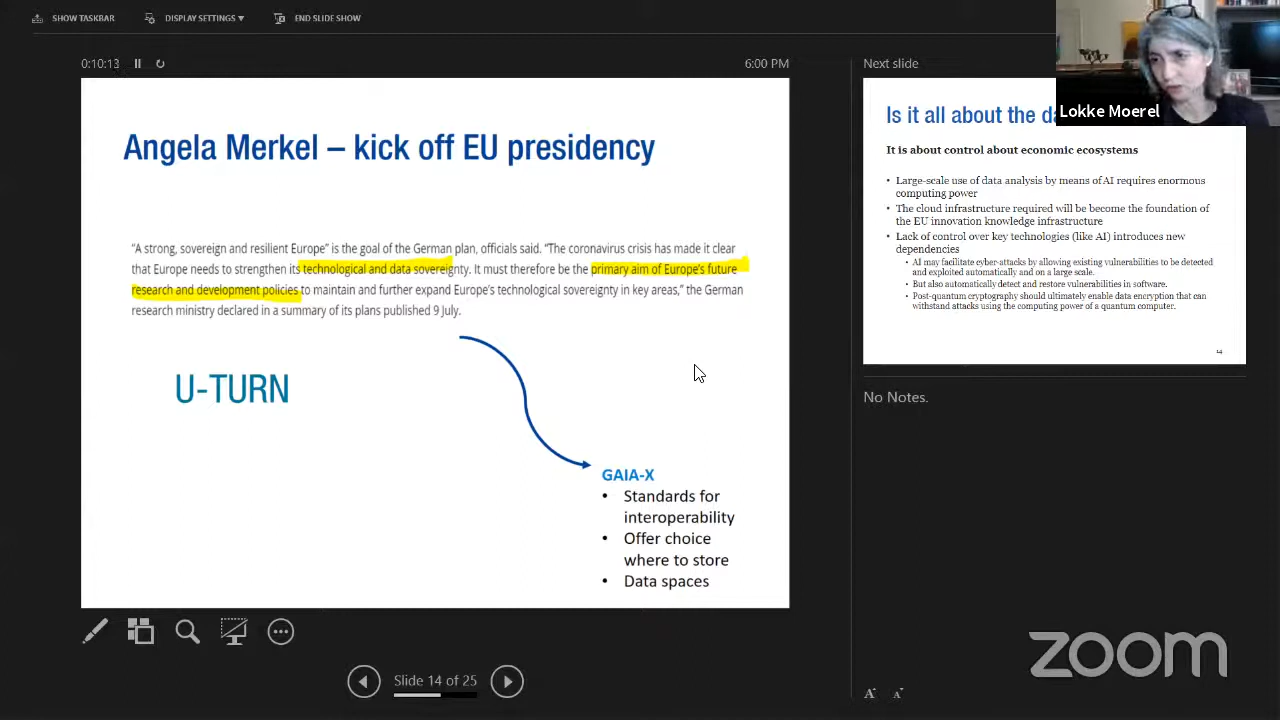 SHOW TASKBAR
DISPLAY SETTINGS ▾
END SLIDE SHOW
0:10:13
6:00 PM
Angela Merkel – kick off EU presidency
“A strong, sovereign and resilient Europe” is the goal of the German plan, officials said. “The coronavirus crisis has made it clear
that Europe needs to strengthen its technological and data sovereignty. It must therefore be the primary aim of Europe’s future
research and development policies to maintain and further expand Europe’s technological sovereignty in key areas,” the German
research ministry declared in a summary of its plans published 9 July.
U-TURN
GAIA-X
• Standards for
interoperability
• Offer choice
where to store
• Data spaces
Slide 14 of 25
Next slide
Is it all about the da
Lokke Moerel
It is about control about economic ecosystems
• Large-scale use of data analysis by means of AI requires enormous
computing power
• The cloud infrastructure required will be become the foundation of
the EU innovation knowledge infrastructure
• Lack of control over key technologies (like AI) introduces new
dependencies
• AI may facilitate cyber-attacks by allowing existing vulnerabilities to be detected
and exploited automatically and on a large scale.
• But also automatically detect and restore vulnerabilities in software.
• Post-quantum cryptography should ultimately enable data encryption that can
withstand attacks using the computing power of a quantum computer.
14
No Notes.
zoom
A A